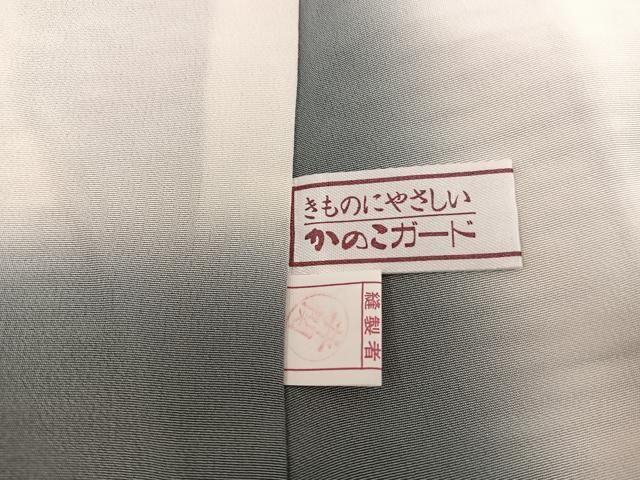 きものにやさしい
かのこガード
縫製者